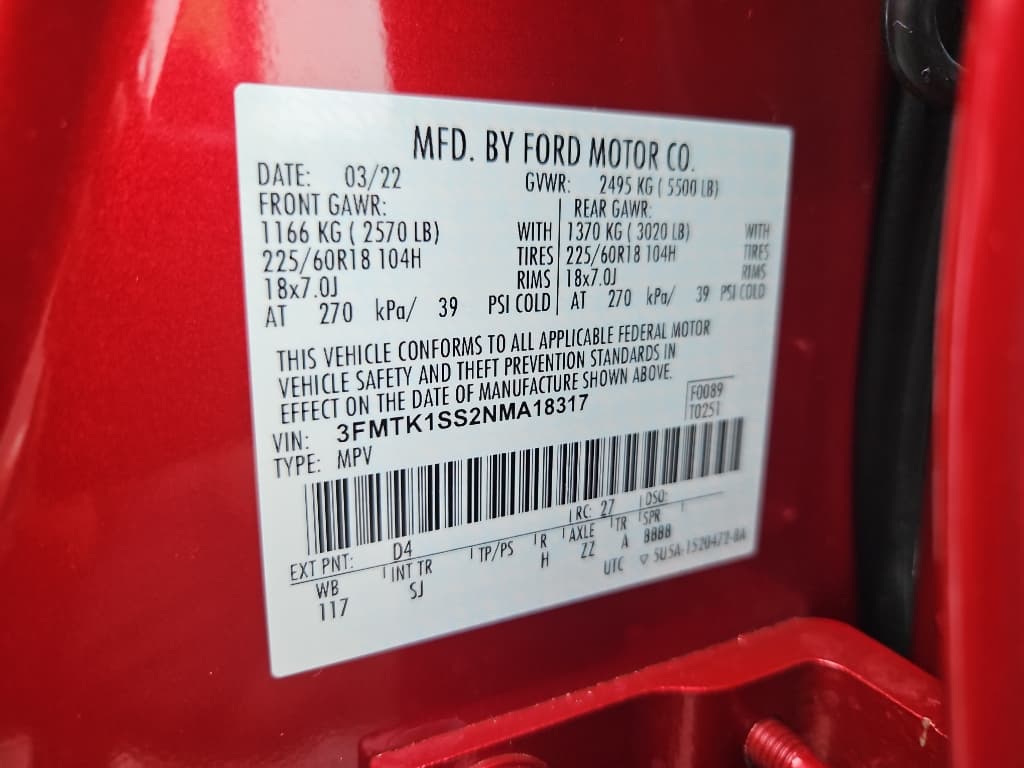 MFD. BY FORD MOTOR CO.
DATE: 03/22 GVWR: 2495 KG ( 5500 LB)
FRONT GAWR: REAR GAWR:
1166 KG ( 2570 LB) WITH 1370 KG ( 3020 LB) WITH
225/60R18 104H TIRES 225/60R18 104H TIRES
18x7.0J RIMS 18x7.0J RIMS
AT 270 kPa/ 39 PSI COLD AT 270 kPa/ 39 PSI COLD
THIS VEHICLE CONFORMS TO ALL APPLICABLE FEDERAL MOTOR
VEHICLE SAFETY AND THEFT PREVENTION STANDARDS IN
EFFECT ON THE DATE OF MANUFACTURE SHOWN ABOVE.
F0089
T0251
VIN: 3FMTK1SS2NMA18317
TYPE: MPV
EXT PNT: D4 RC: 27 DSO:
WB INT TR TP/PS R AXLE TR SPR
117 SJ H ZZ A 8888
UTC ▽ 5U5A-1520472-BA